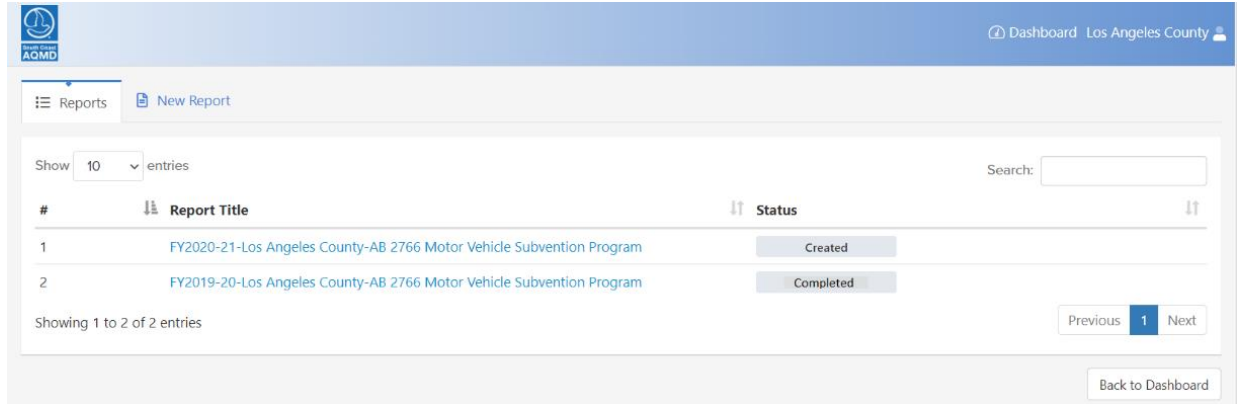 South Coast
AQMD
Dashboard Los Angeles County
Reports New Report
Show 10 entries Search:
# Report Title Status
1 FY2020-21-Los Angeles County-AB 2766 Motor Vehicle Subvention Program Created
2 FY2019-20-Los Angeles County-AB 2766 Motor Vehicle Subvention Program Completed
Showing 1 to 2 of 2 entries Previous 1 Next
Back to Dashboard